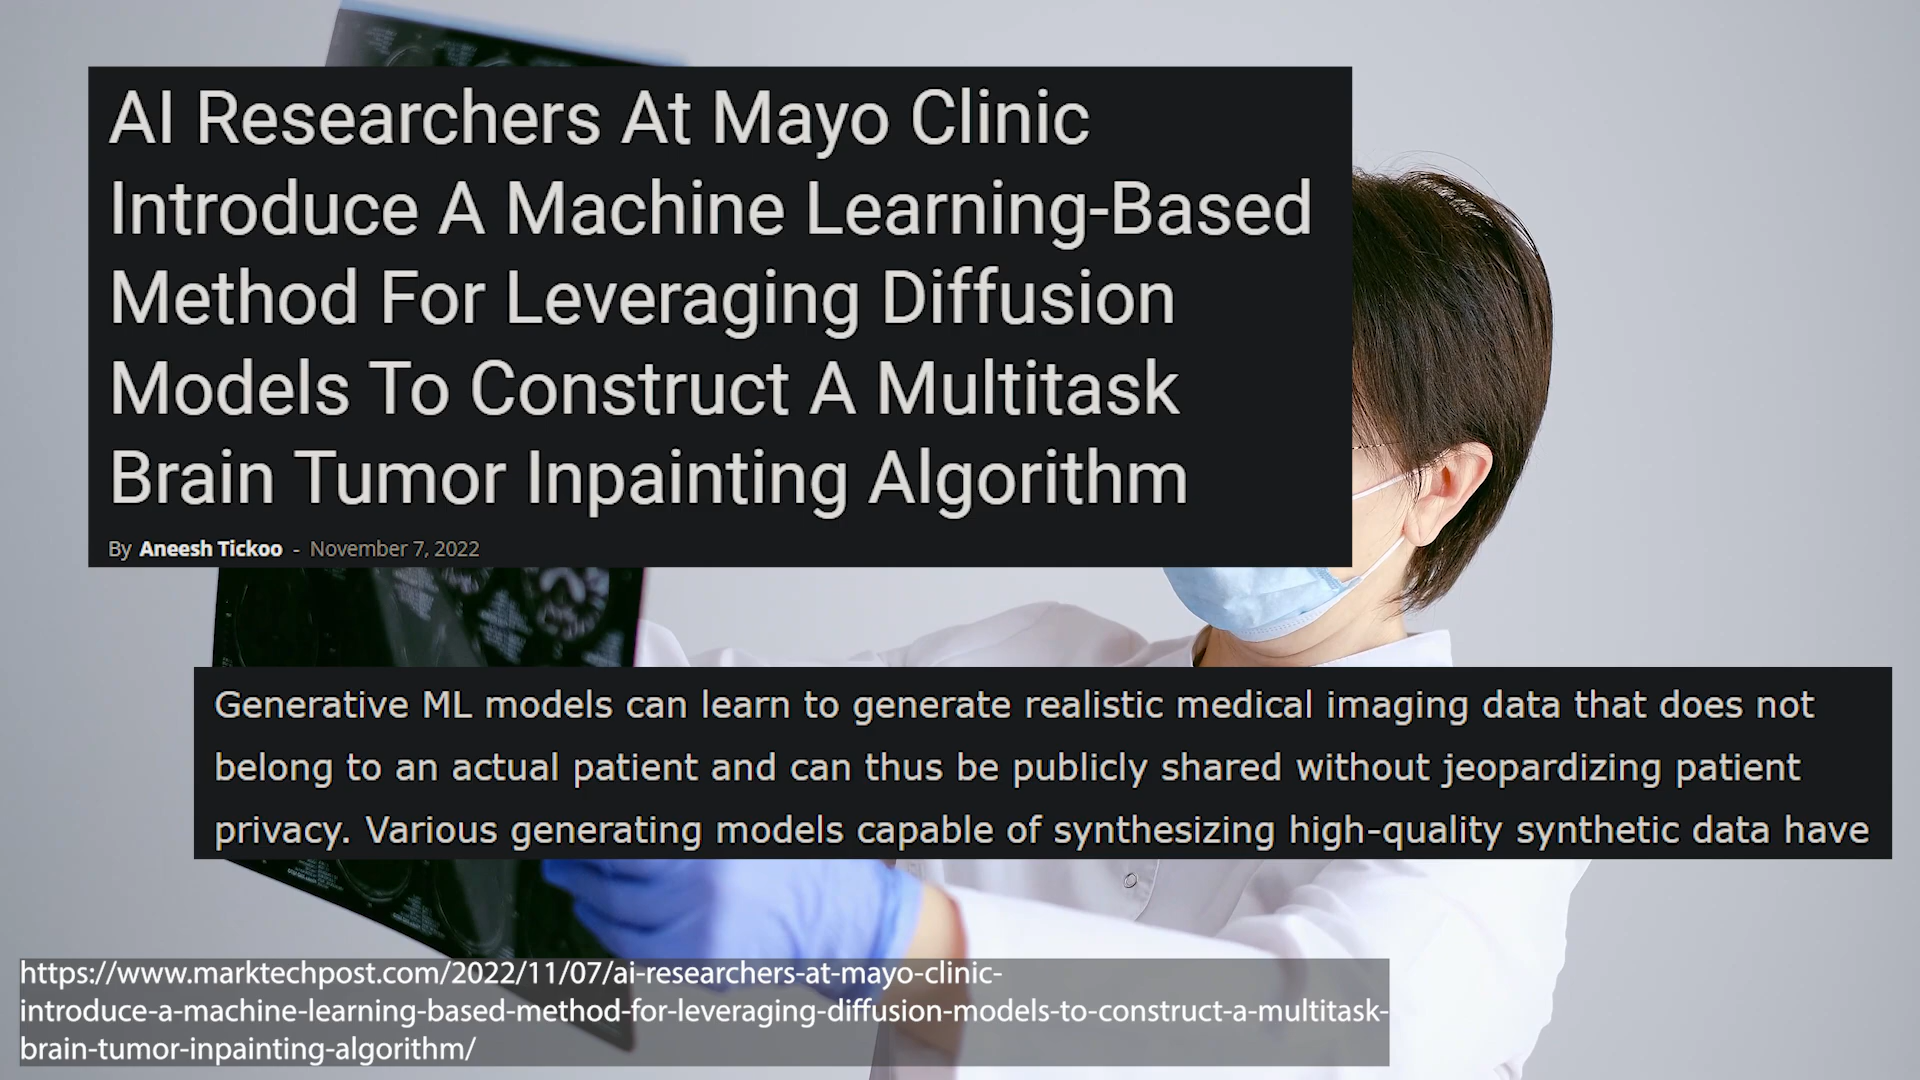 AI Researchers At Mayo Clinic
Introduce A Machine Learning-Based
Method For Leveraging Diffusion
Models To Construct A Multitask
Brain Tumor Inpainting Algorithm
By Aneesh Tickoo - November 7, 2022
Generative ML models can learn to generate realistic medical imaging data that does not
belong to an actual patient and can thus be publicly shared without jeopardizing patient
privacy. Various generating models capable of synthesizing high-quality synthetic data have
https://www.marktechpost.com/2022/11/07/ai-researchers-at-mayo-clinic-
introduce-a-machine-learning-based-method-for-leveraging-diffusion-models-to-construct-a-multitask-
brain-tumor-inpainting-algorithm/